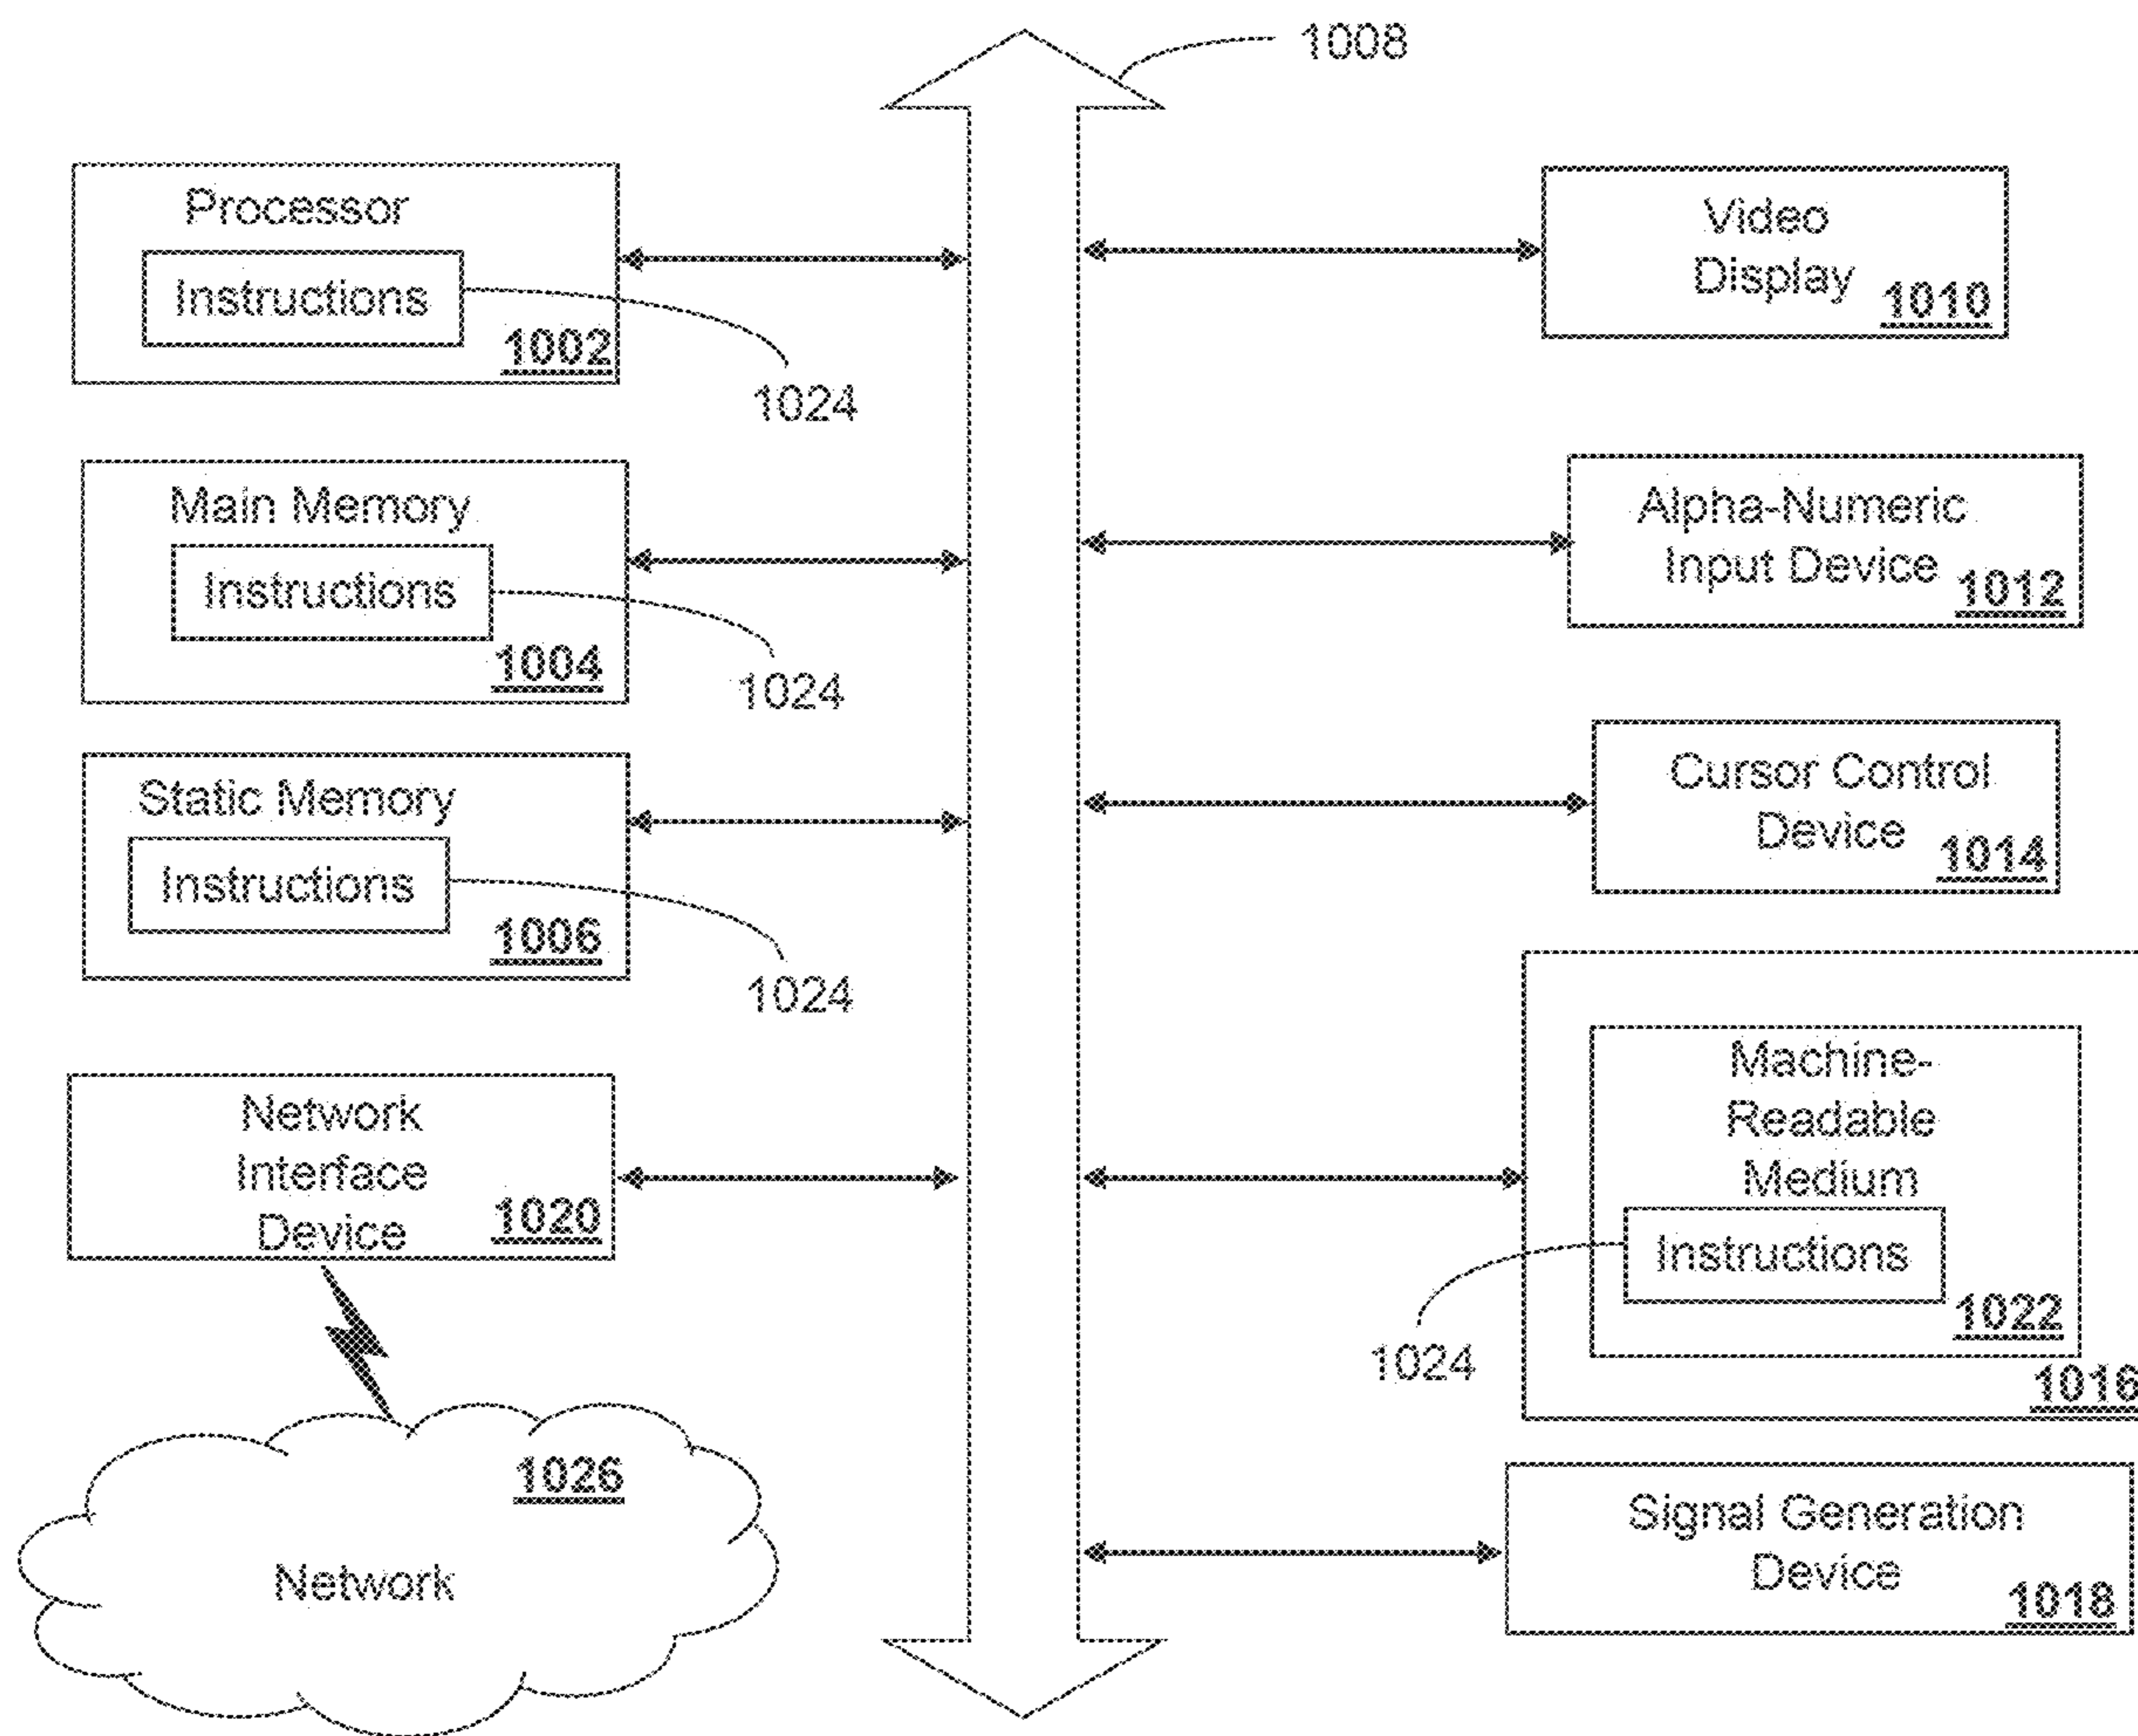 1008
Processor
Instructions
1002
1024
Main Memory
Instructions
1004
1024
Static Memory
Instructions
1006
1024
Network
Interface
Device
1020
1026
Network
Video
Display
1010
Alpha-Numeric
Input Device
1012
Cursor Control
Device
1014
Machine-
Readable
Medium
Instructions
1022
1024
1016
Signal Generation
Device
1018